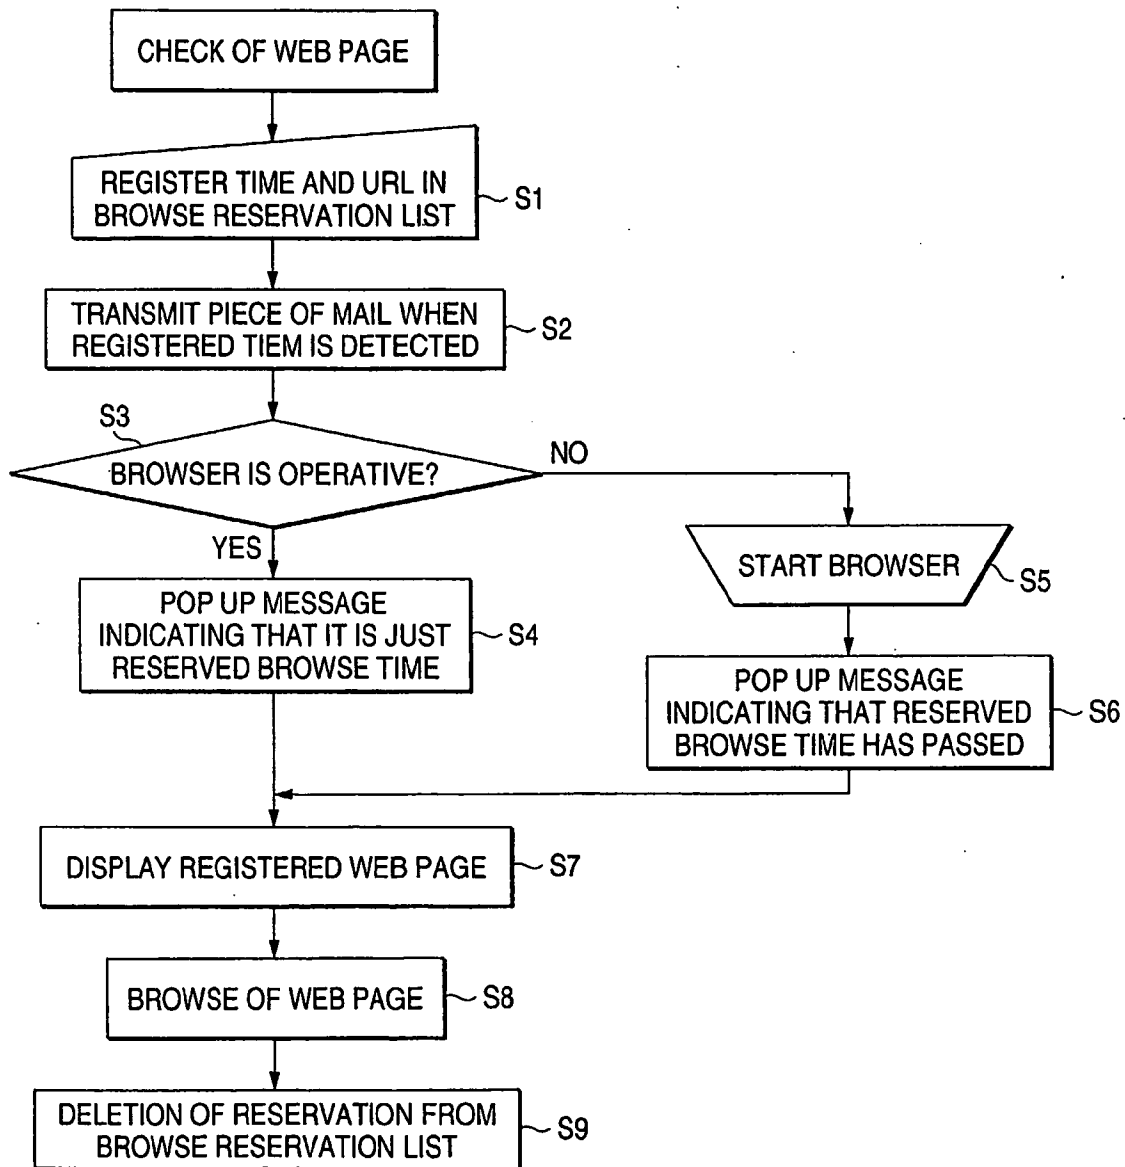 CHECK OF WEB PAGE
REGISTER TIME AND URL IN
BROWSE RESERVATION LIST
S1
TRANSMIT PIECE OF MAIL WHEN
REGISTERED TIEM IS DETECTED
S2
S3
BROWSER IS OPERATIVE?
NO
YES
START BROWSER
S5
POP UP MESSAGE
INDICATING THAT IT IS JUST
RESERVED BROWSE TIME
S4
POP UP MESSAGE
INDICATING THAT RESERVED
BROWSE TIME HAS PASSED
S6
DISPLAY REGISTERED WEB PAGE
S7
BROWSE OF WEB PAGE
S8
DELETION OF RESERVATION FROM
BROWSE RESERVATION LIST
S9